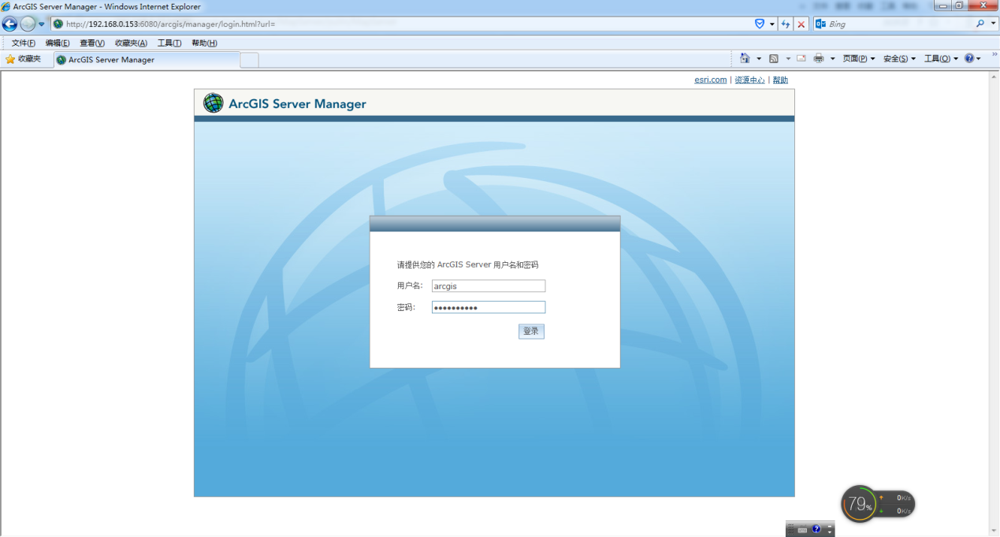 ArcGIS Server Manager - Windows Internet Explorer
http://192.168.0.153:6080/arcgis/manager/login.html?url=
Bing
文件(F) 编辑(E) 查看(V) 收藏夹(A) 工具(T) 帮助(H)
收藏夹 ArcGIS Server Manager 页面(P) 安全(S) 工具(O)
esri.com | 资源中心 | 帮助
ArcGIS Server Manager
请提供您的 ArcGIS Server 用户名和密码
用户名: arcgis
密码: ••••••••••
登录
79%
0K/s
0K/s